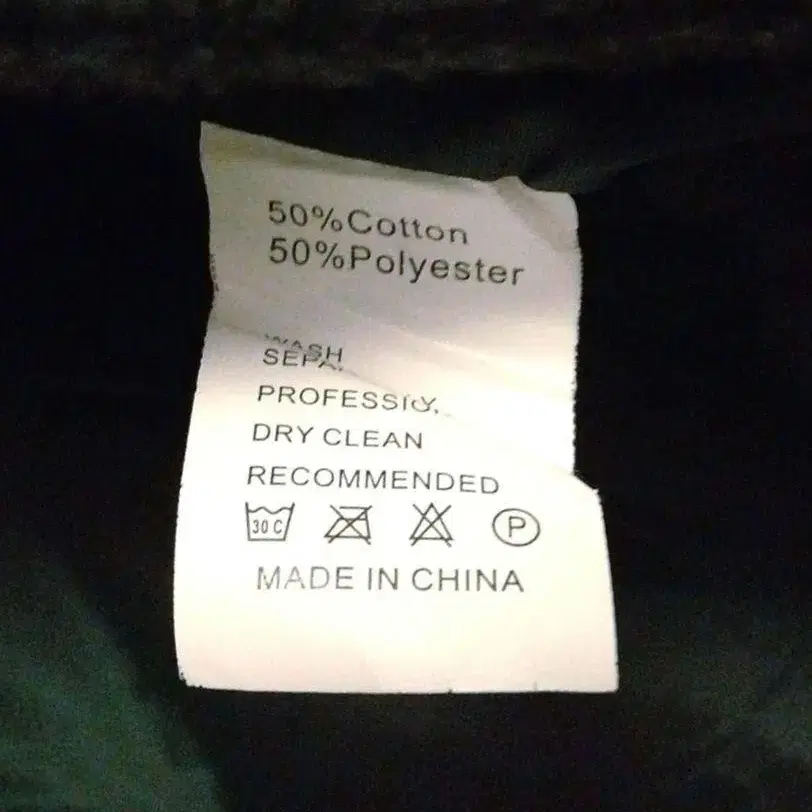 50%Cotton
50%Polyester
WASH
DRY CLEAN
RECOMMENDED
30 C
P
MADE IN CHINA